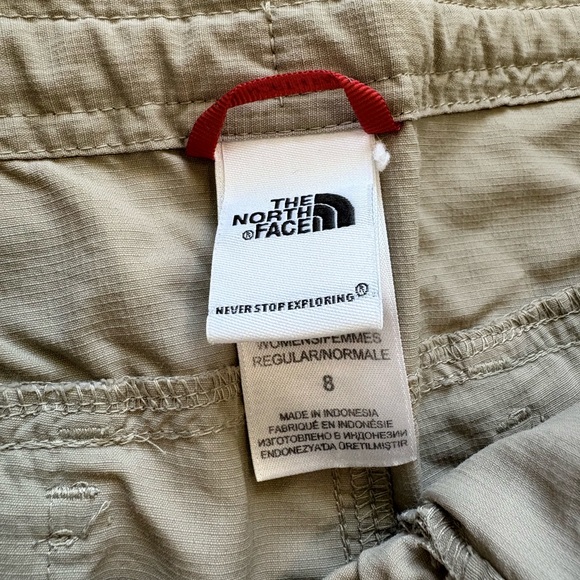 THE
NORTH
®FACE
NEVER STOP EXPLORING®
WOMENS/FEMMES
REGULAR/NORMALE
8
MADE IN INDONESIA
FABRIQUÉ EN INDONÉSIE
ИЗГОТОВЛЕНО В ИНДОНЕЗИИ
ENDONEZYA'DA ÜRETILMIŞTIR